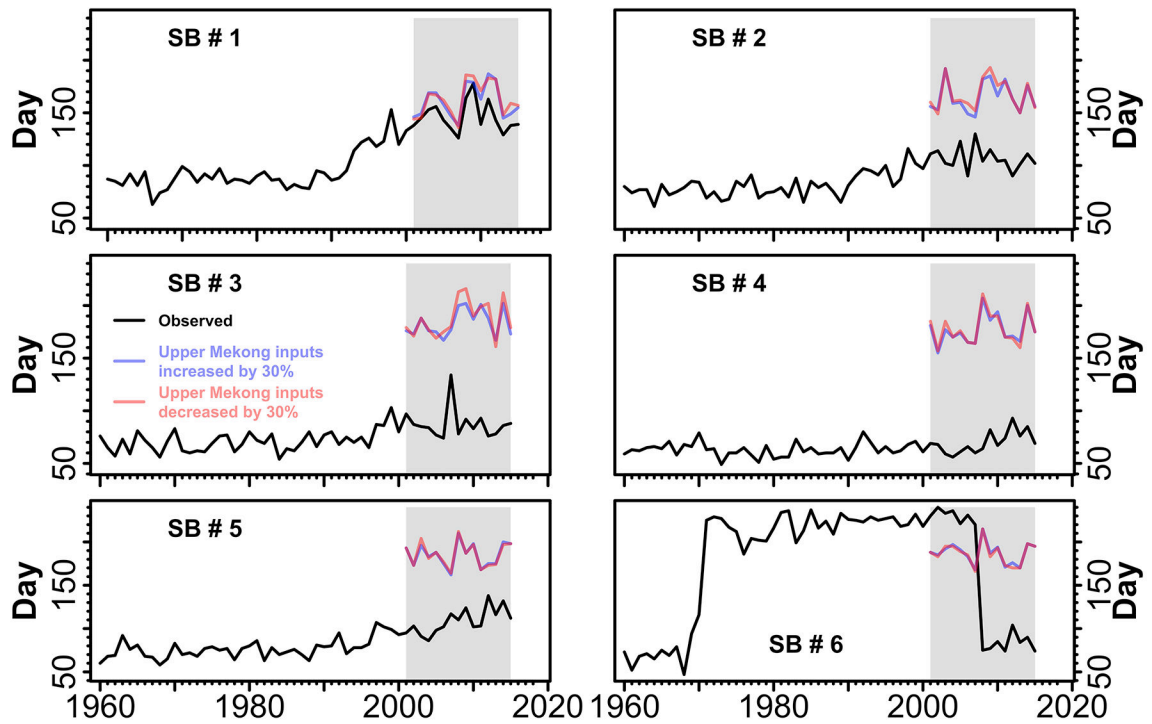 SB # 1
Day
50
150
SB # 2
Day
50
150
SB # 3
Observed
Upper Mekong inputs
increased by 30%
Upper Mekong inputs
decreased by 30%
Day
50
150
SB # 4
Day
50
150
SB # 5
Day
50
150
SB # 6
Day
50
150
1960
1980
2000
2020
1960
1980
2000
2020